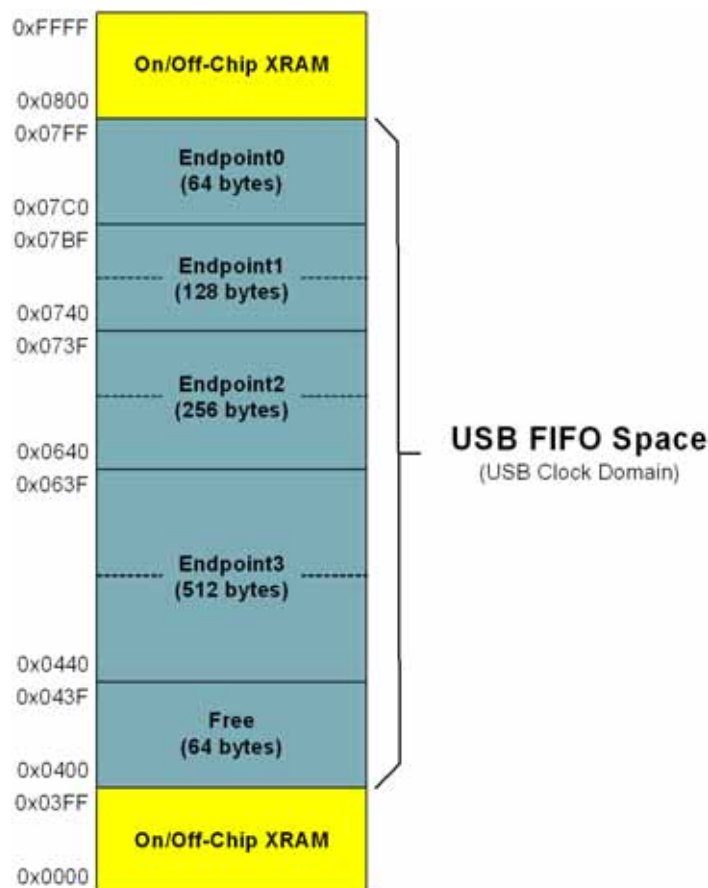 0xFFFF
On/Off-Chip XRAM
0x0800
0x07FF
Endpoint0
(64 bytes)
0x07C0
0x07BF
Endpoint1
(128 bytes)
0x0740
0x073F
Endpoint2
(256 bytes)
0x0640
0x063F
Endpoint3
(512 bytes)
0x0440
0x043F
Free
(64 bytes)
0x0400
0x03FF
On/Off-Chip XRAM
0x0000
USB FIFO Space
(USB Clock Domain)